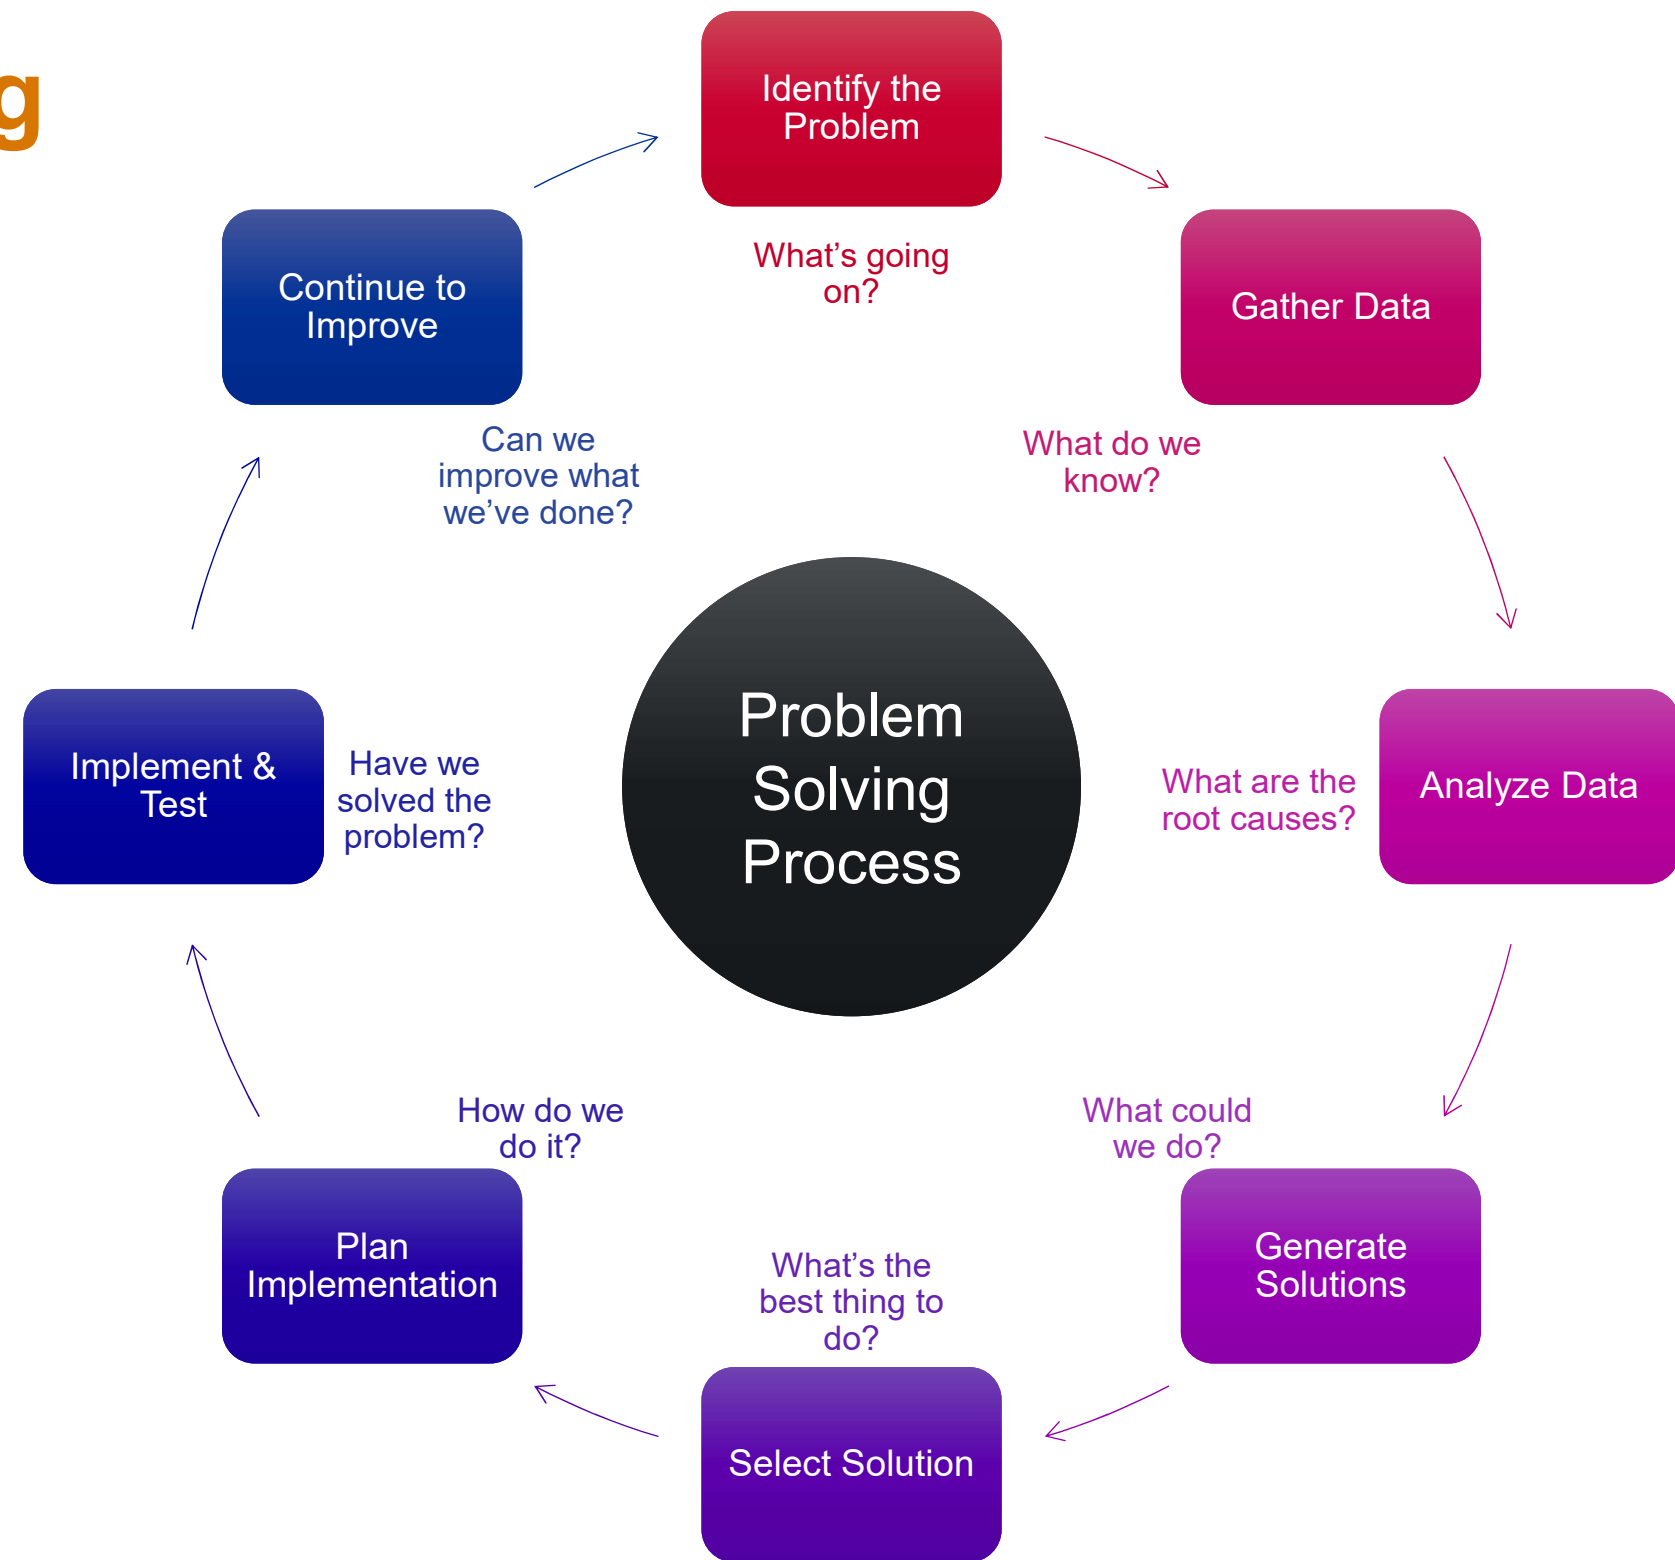 g
Identify the
Problem
What's going
on?
Gather Data
What do we
know?
Analyze Data
What are the
root causes?
Generate
Solutions
What could
we do?
Select Solution
What's the
best thing to
do?
Plan
Implementation
How do we
do it?
Implement &
Test
Have we
solved the
problem?
Continue to
Improve
Can we
improve what
we've done?
Problem
Solving
Process